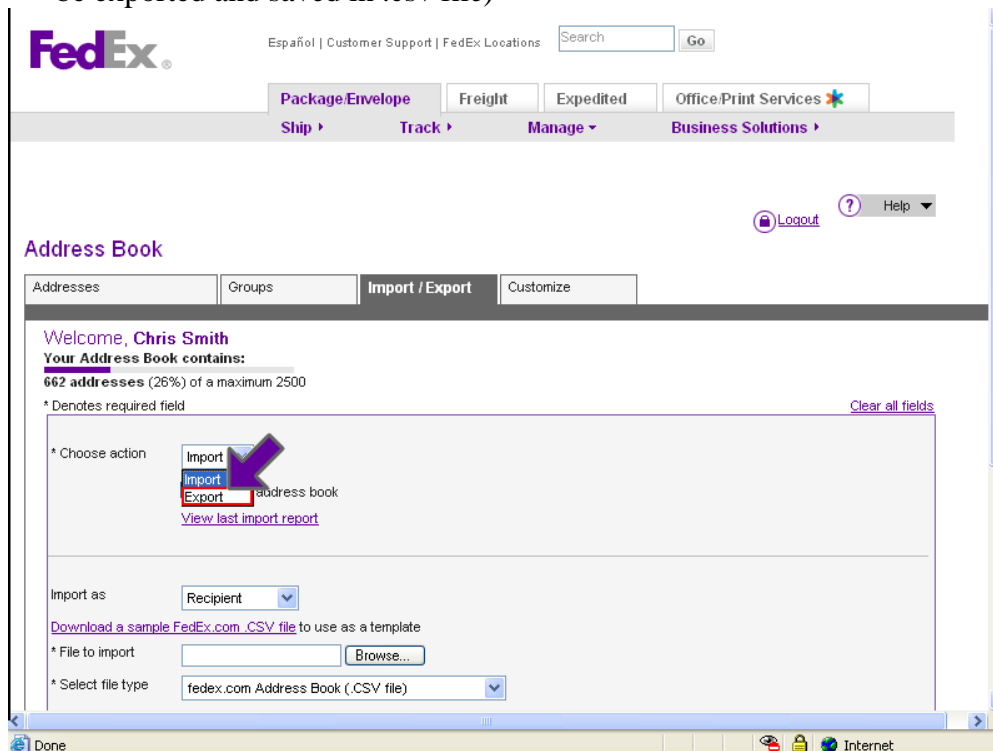 be exported and saved in .csv file)
FedEx®
Español | Customer Support | FedEx Locations Search Go
Package/Envelope Freight Expedited Office/Print Services
Ship Track Manage Business Solutions
? Help
Logout
Address Book
Addresses Groups Import / Export Customize
Welcome, Chris Smith
Your Address Book contains:
662 addresses (26%) of a maximum 2500
* Denotes required field Clear all fields
* Choose action Import
Import
Export address book
View last import report
Import as Recipient
Download a sample FedEx.com .CSV file to use as a template
* File to import Browse...
* Select file type fedex.com Address Book (.CSV file)
Done Internet